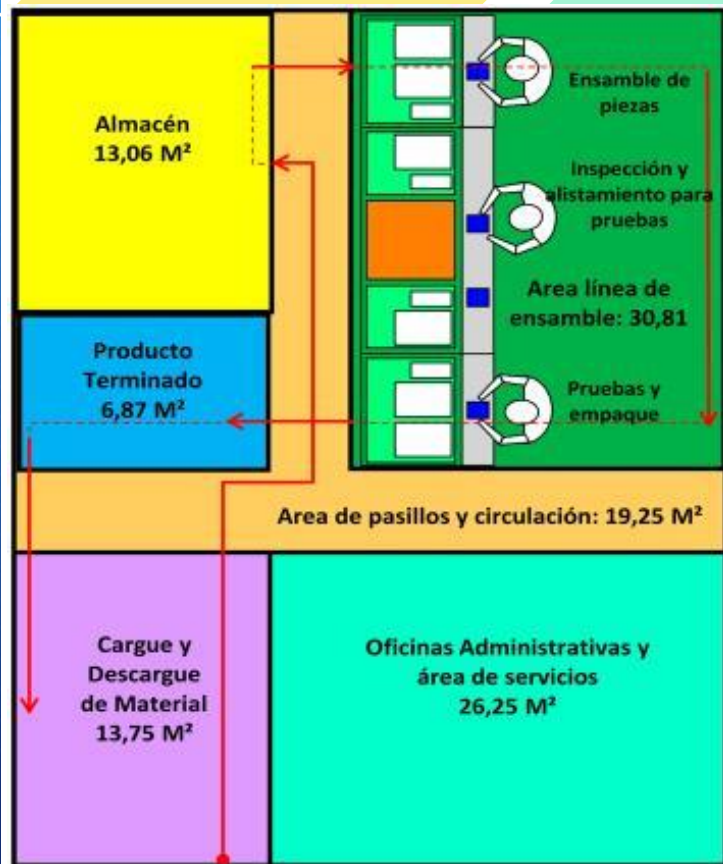 Almacén
13,06 M²
Ensamble de
piezas
Inspección y
alistamiento para
pruebas
Area línea de
ensamble: 30,81
Producto
Terminado
6,87 M²
Pruebas y
empaque
Area de pasillos y circulación: 19,25 M²
Cargue y
Descargue
de Material
13,75 M²
Oficinas Administrativas y
área de servicios
26,25 M²